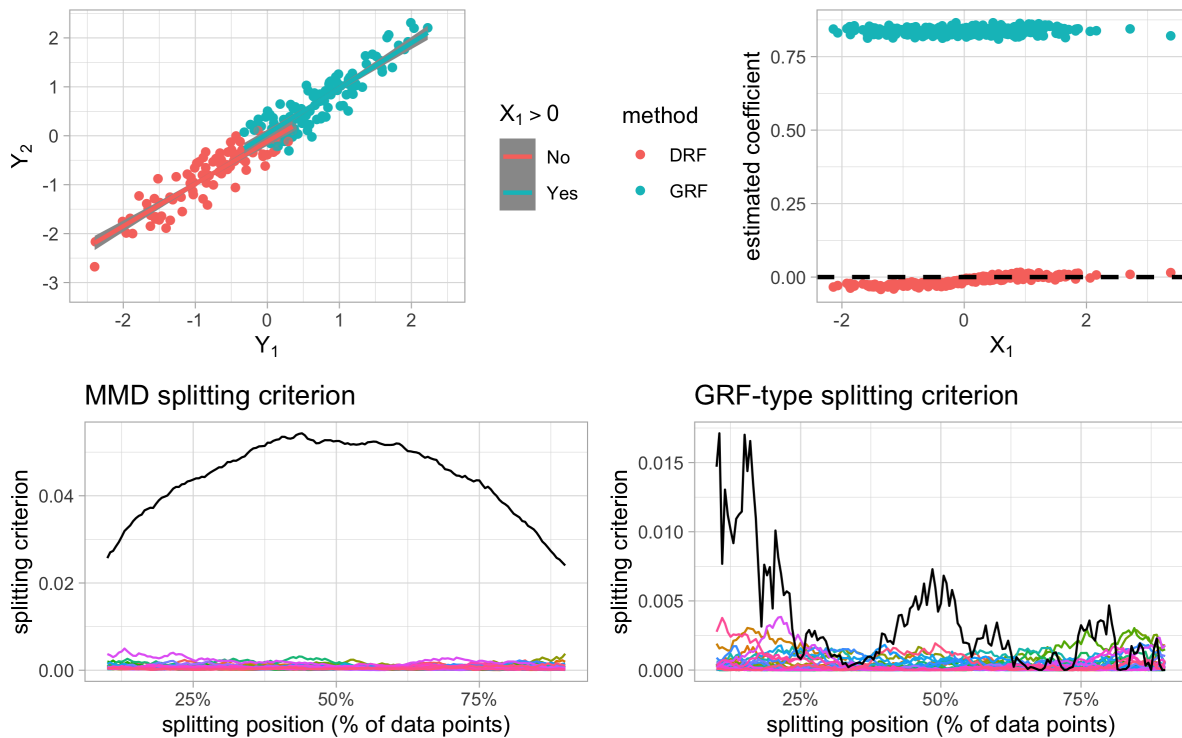 2
1
0
-1
-2
-3
Y₂
-2
-1
0
1
2
Y₁
X₁ > 0
No
Yes
method
DRF
GRF
0.75
0.50
0.25
0.00
estimated coefficient
-2
0
2
X₁
MMD splitting criterion
0.04
0.02
0.00
splitting criterion
25%
50%
75%
splitting position (% of data points)
GRF-type splitting criterion
0.015
0.010
0.005
0.000
splitting criterion
25%
50%
75%
splitting position (% of data points)